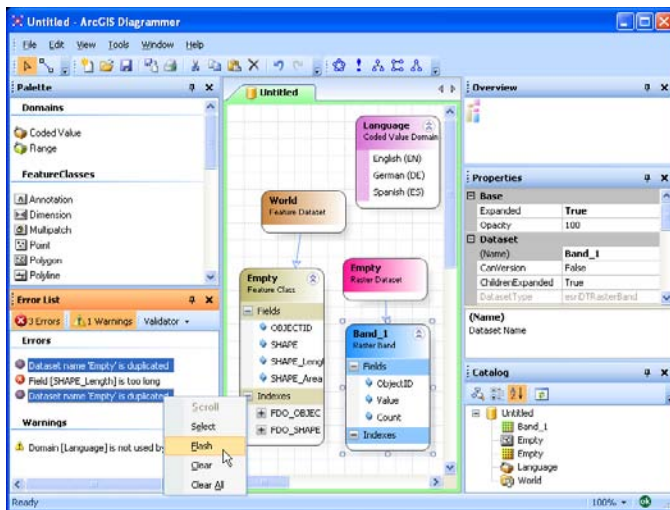 Untitled - ArcGIS Diagrammer
File Edit View Tools Window Help
Palette
Domains
Coded Value
Range
FeatureClasses
Annotation
Dimension
Multipatch
Point
Polygon
Polyline
Error List
3 Errors 1 Warnings Validator
Errors
Dataset name 'Empty' is duplicated
Field [SHAPE_Length] is too long
Dataset name 'Empty' is duplicated
Warnings
Domain [Language] is not used by
Scroll
Select
Flash
Clear
Clear All
Untitled
Language
Coded Value Domain
English (EN)
German (DE)
Spanish (ES)
World
Feature Dataset
Empty
Feature Class
Fields
OBJECTID
SHAPE
SHAPE_Lengt
SHAPE_Area
Indexes
FDO_OBJEC
FDO_SHAPE
Empty
Raster Dataset
Band_1
Raster Band
Fields
ObjectID
Value
Count
Indexes
Overview
Properties
Base
Expanded True
Opacity 100
Dataset
(Name) Band_1
CanVersion False
ChildrenExpanded True
DatasetType esriDTRasterBand
(Name)
Dataset Name
Catalog
Untitled
Band_1
Empty
Empty
Language
World
Ready
100%
ok